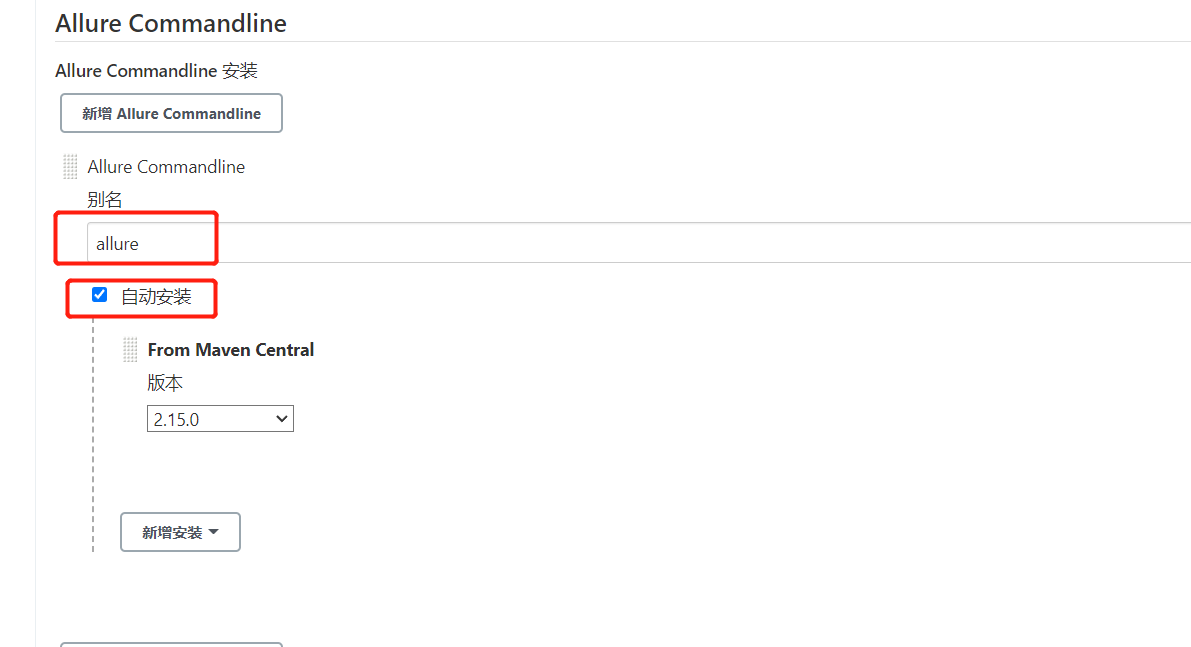 Allure Commandline
Allure Commandline 安装
新增 Allure Commandline
Allure Commandline
别名
allure
自动安装
From Maven Central
版本
2.15.0
新增安装